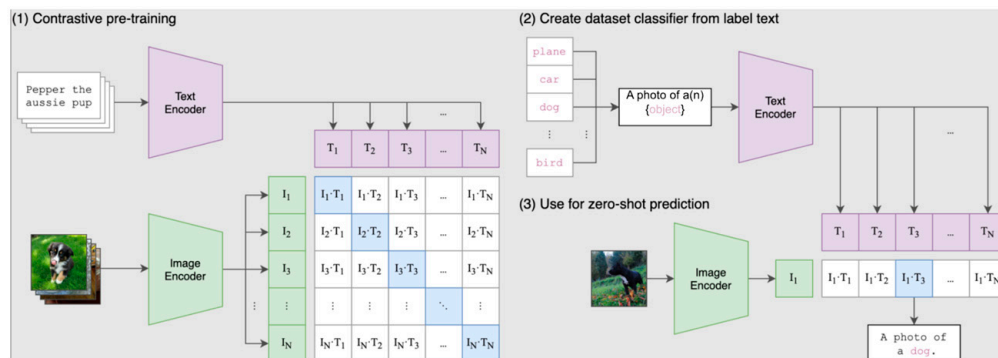 (1) Contrastive pre-training
Pepper the
aussie pup
Text
Encoder
...
T1 T2 T3 ... TN
I1 I1·T1 I1·T2 I1·T3 ... I1·TN
I2 I2·T1 I2·T2 I2·T3 ... I2·TN
Image
Encoder
I3 I3·T1 I3·T2 I3·T3 ... I3·TN
⋮ ⋮ ⋮ ⋮ ⋱ ⋮
IN IN·T1 IN·T2 IN·T3 ... IN·TN
(2) Create dataset classifier from label text
plane
car
dog
⋮
bird
A photo of a(n)
{object}
Text
Encoder
...
(3) Use for zero-shot prediction
Image
Encoder
T1 T2 T3 ... TN
I1 I1·T1 I1·T2 I1·T3 ... I1·TN
A photo of
a dog.